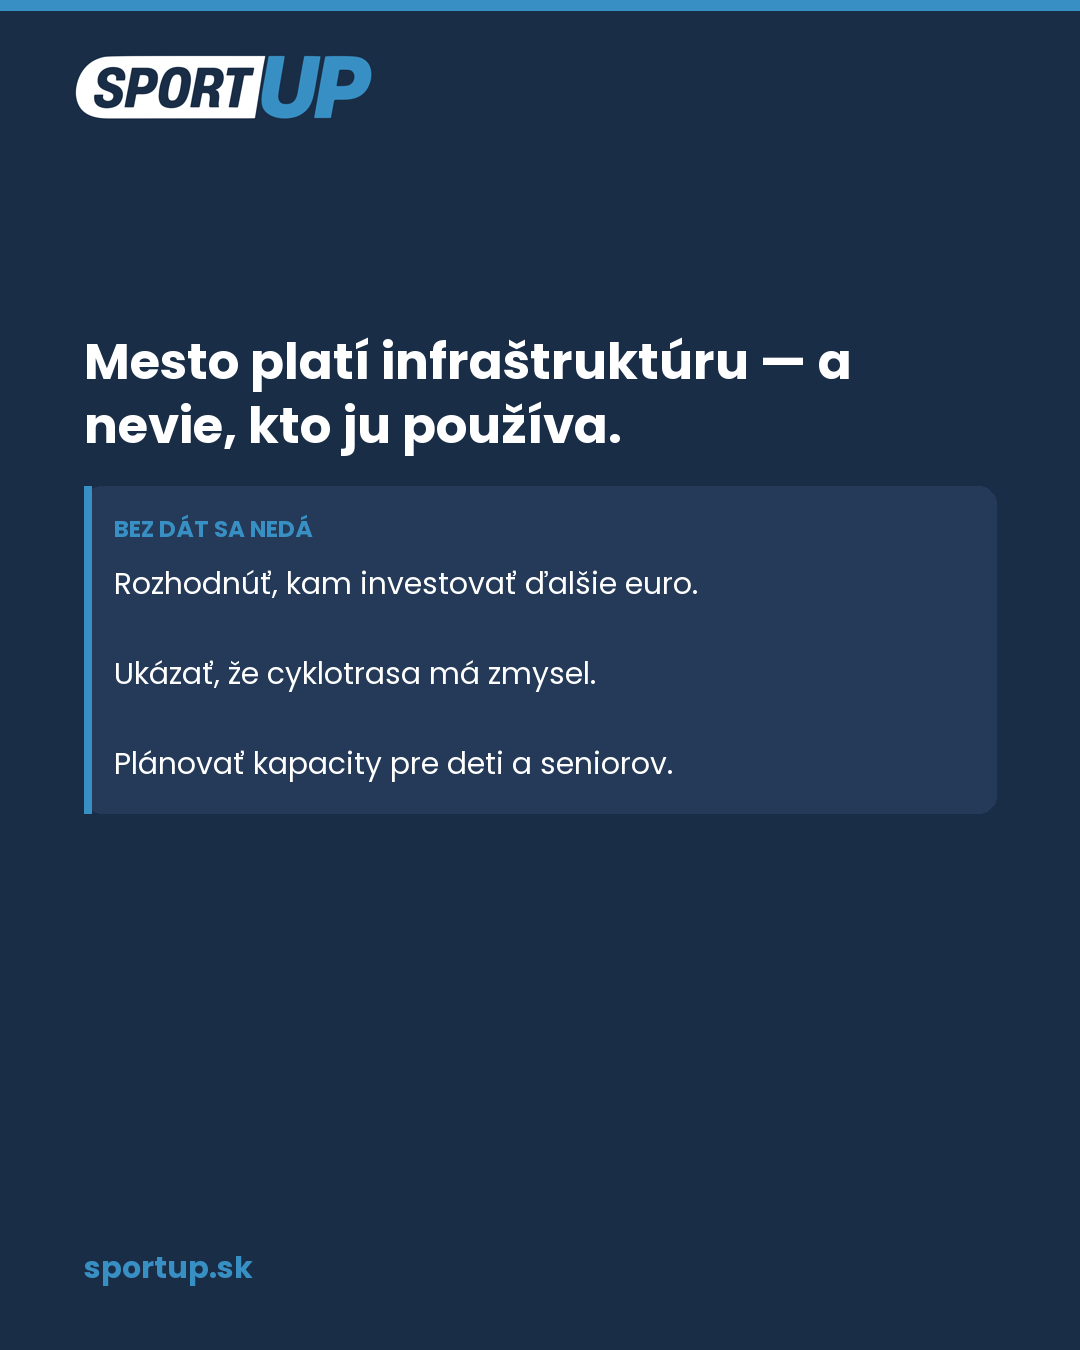 SPORTUP
Mesto platí infraštruktúru — a
nevie, kto ju používa.
BEZ DÁT SA NEDÁ
Rozhodnúť, kam investovať ďalšie euro.
Ukázať, že cyklotrasa má zmysel.
Plánovať kapacity pre deti a seniorov.
sportup.sk